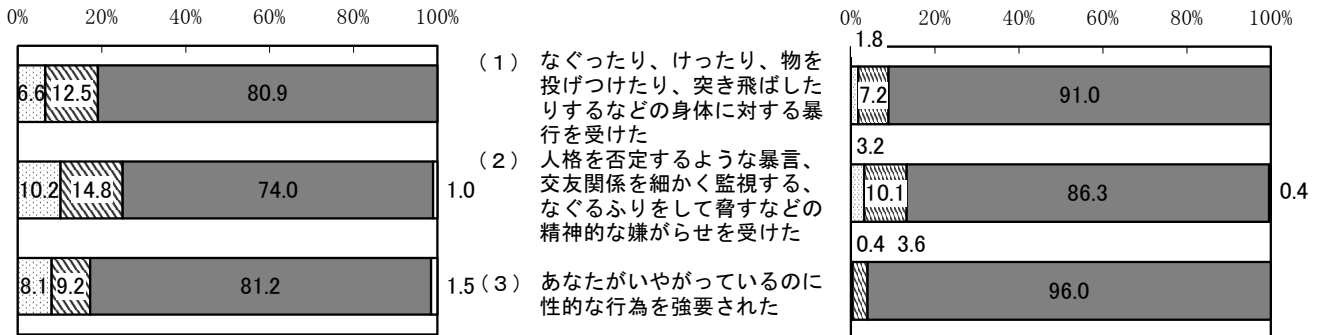 0% 20% 40% 60% 80% 100%
6.6 12.5 80.9
10.2 14.8 74.0 1.0
8.1 9.2 81.2 1.5
（1） なぐったり、けったり、物を
投げつけたり、突き飛ばした
りするなどの身体に対する暴
行を受けた
（2） 人格を否定するような暴言、
交友関係を細かく監視する、
なぐるふりをして脅すなどの
精神的な嫌がらせを受けた
（3） あなたがいやがっているのに
性的な行為を強要された
0% 20% 40% 60% 80% 100%
1.8
7.2 91.0
3.2
10.1 86.3 0.4
0.4 3.6
96.0